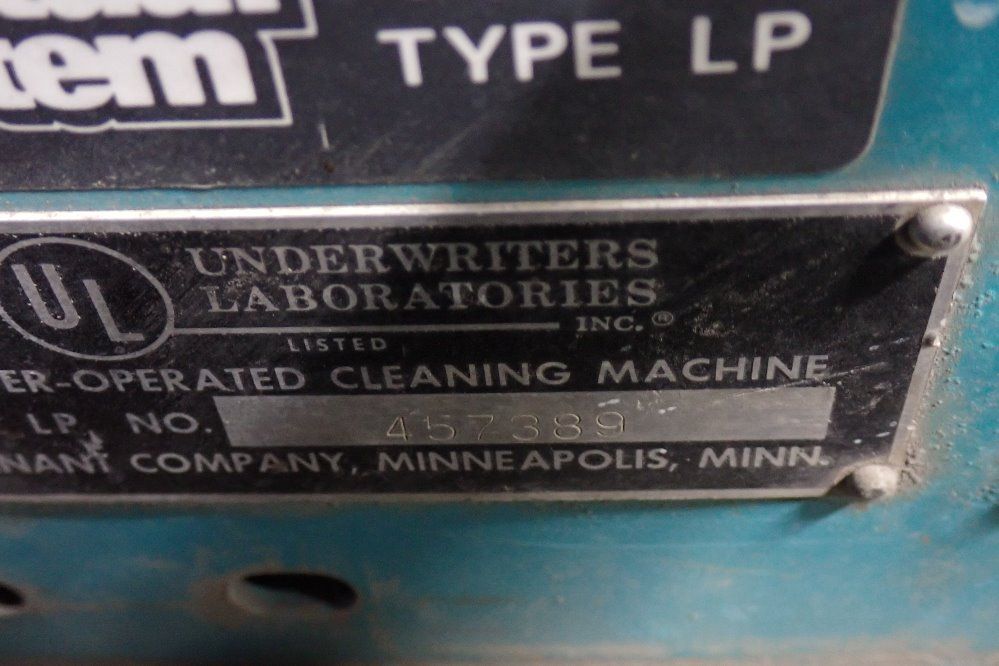 tem TYPE LP
UL
UNDERWRITERS
LABORATORIES
INC.®
LISTED
ER-OPERATED CLEANING MACHINE
LP NO. 457389
NANT COMPANY, MINNEAPOLIS, MINN.